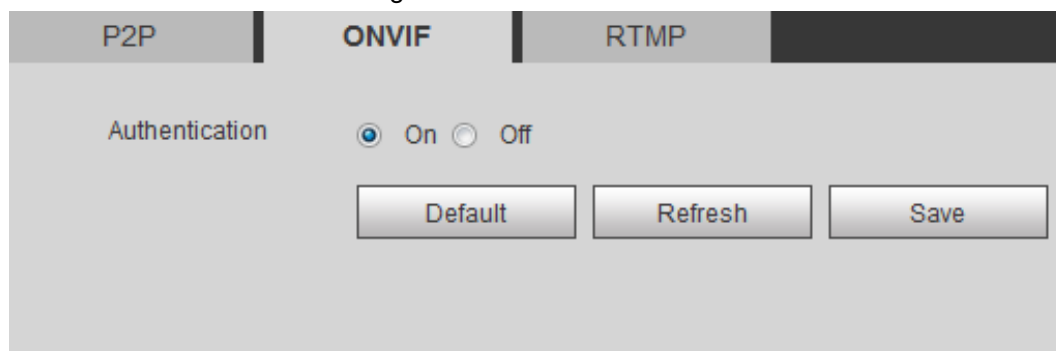 P2P ONVIF RTMP
Authentication On Off
Default Refresh Save